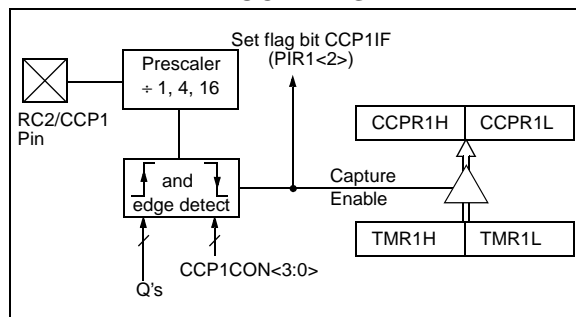 Set flag bit CCP1IF
(PIR1<2>)
Prescaler
÷ 1, 4, 16
RC2/CCP1
Pin
CCPR1H CCPR1L
and
edge detect
Capture
Enable
TMR1H TMR1L
CCP1CON<3:0>
Q's